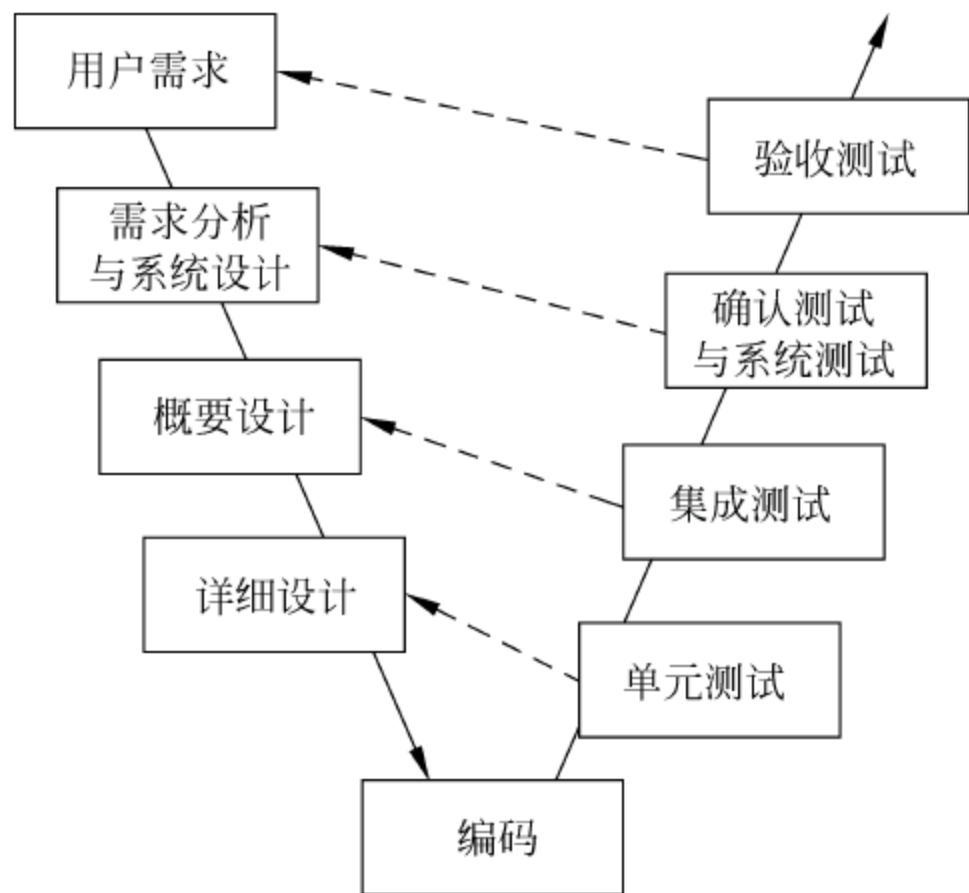 用户需求
验收测试
需求分析
与系统设计
确认测试
与系统测试
概要设计
集成测试
详细设计
单元测试
编码